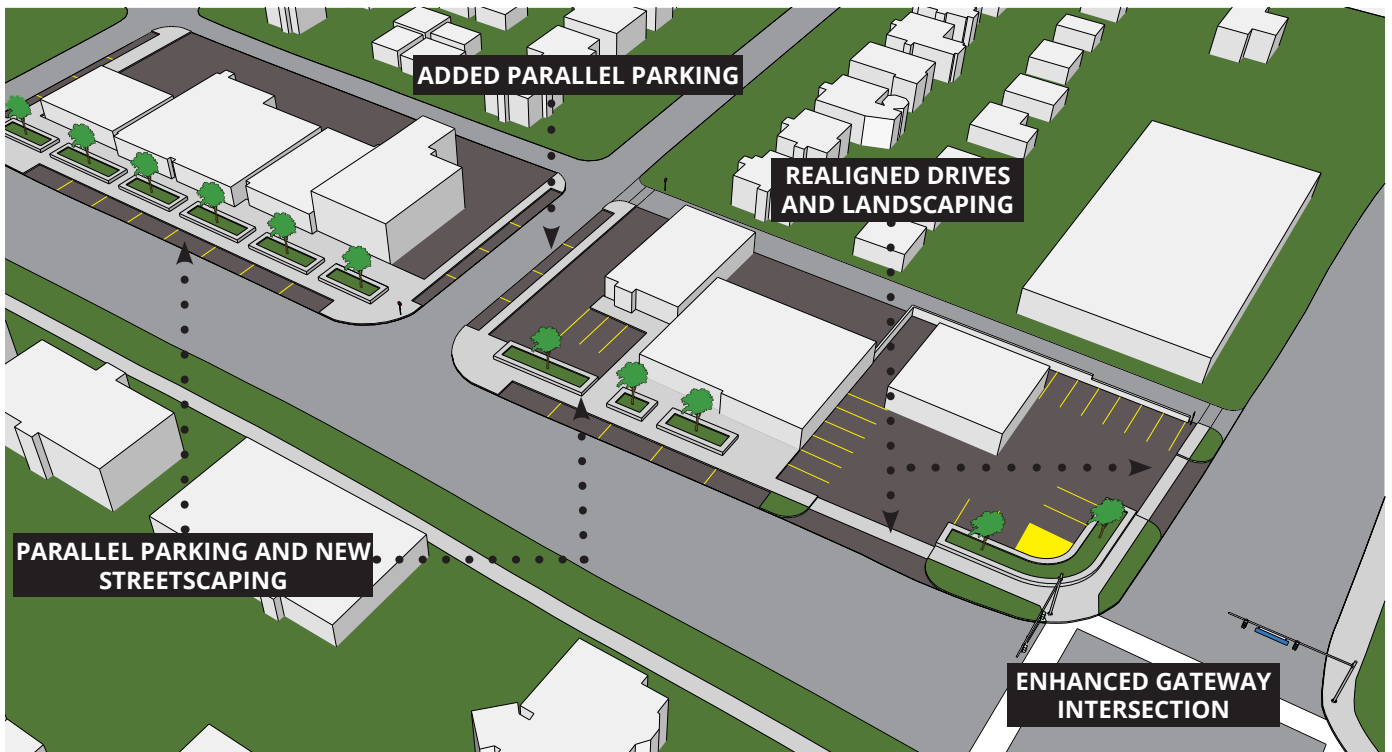 ADDED PARALLEL PARKING
REALIGNED DRIVES
AND LANDSCAPING
PARALLEL PARKING AND NEW
STREETSCAPING
ENHANCED GATEWAY
INTERSECTION